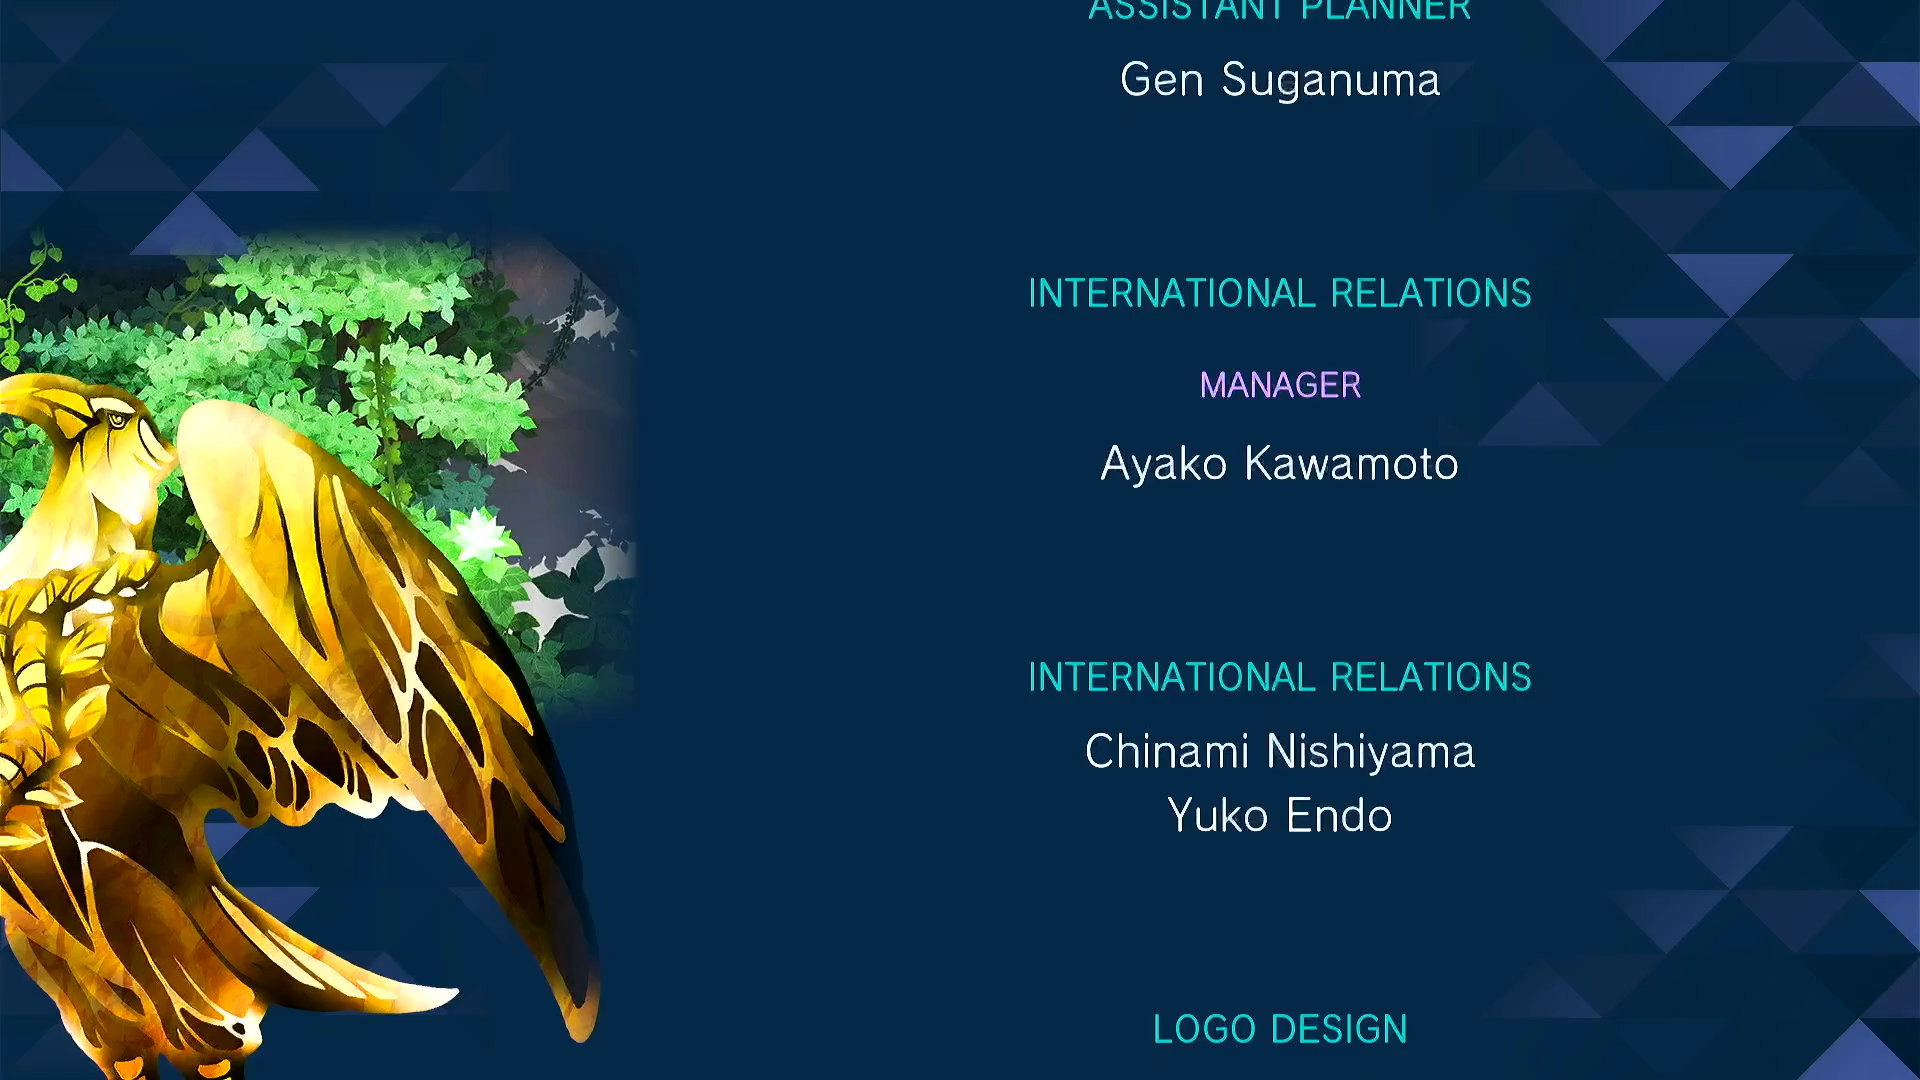 ASSISTANT PLANNER
Gen Suganuma
INTERNATIONAL RELATIONS
MANAGER
Ayako Kawamoto
INTERNATIONAL RELATIONS
Chinami Nishiyama
Yuko Endo
LOGO DESIGN